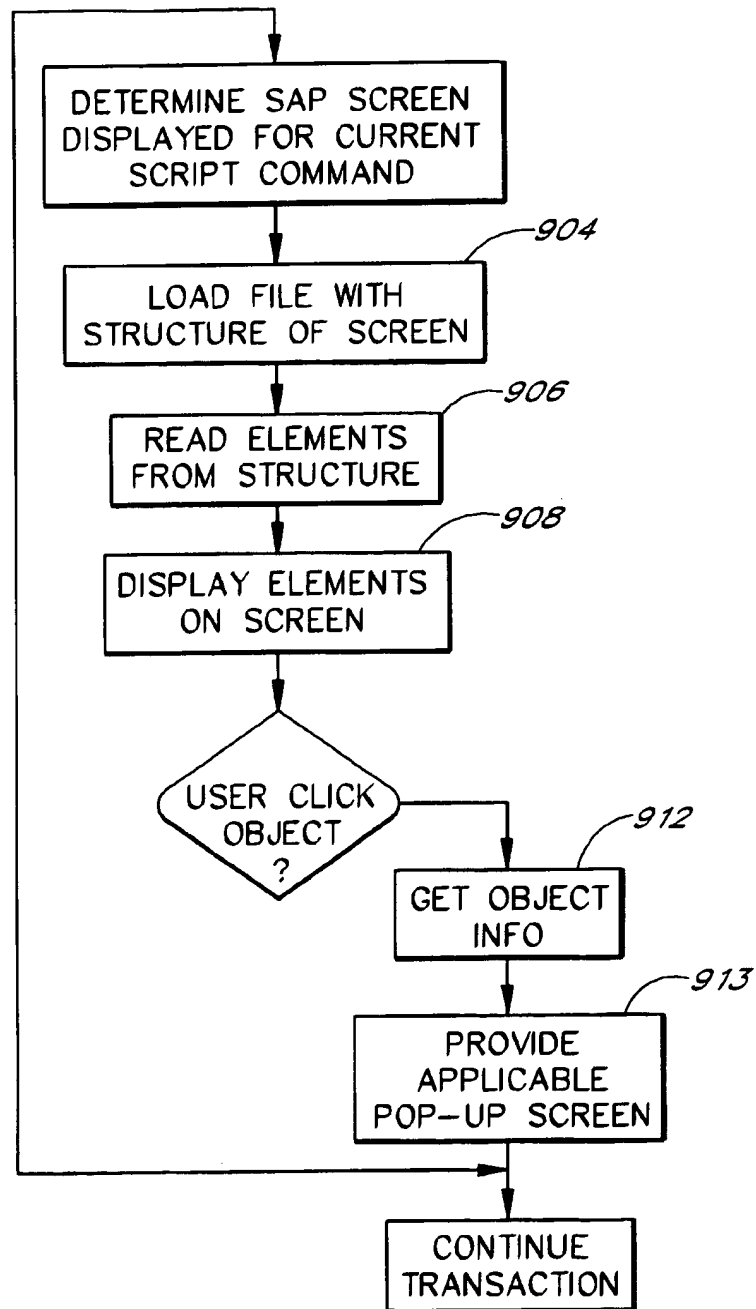 DETERMINE SAP SCREEN
DISPLAYED FOR CURRENT
SCRIPT COMMAND
904
LOAD FILE WITH
STRUCTURE OF SCREEN
906
READ ELEMENTS
FROM STRUCTURE
908
DISPLAY ELEMENTS
ON SCREEN
USER CLICK
OBJECT
?
912
GET OBJECT
INFO
913
PROVIDE
APPLICABLE
POP-UP SCREEN
CONTINUE
TRANSACTION